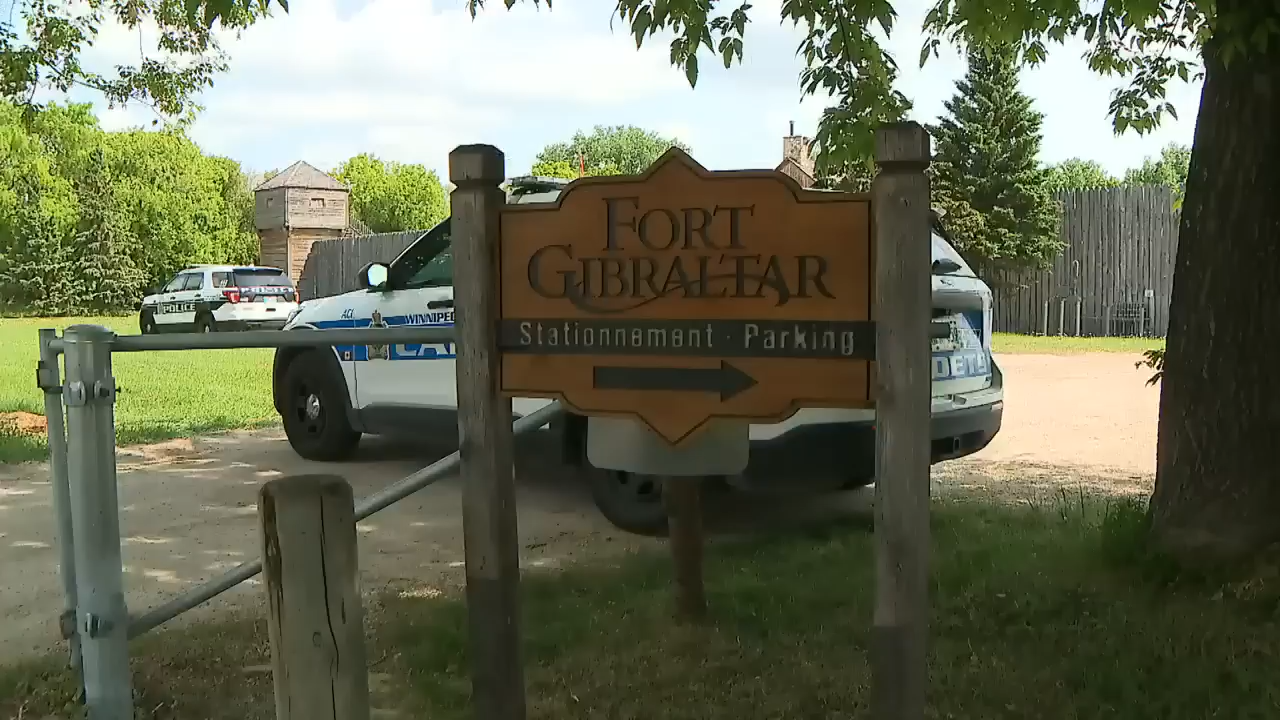 FORT
GIBRALTAR
Stationnement · Parking
WINNIPEG
POLICE